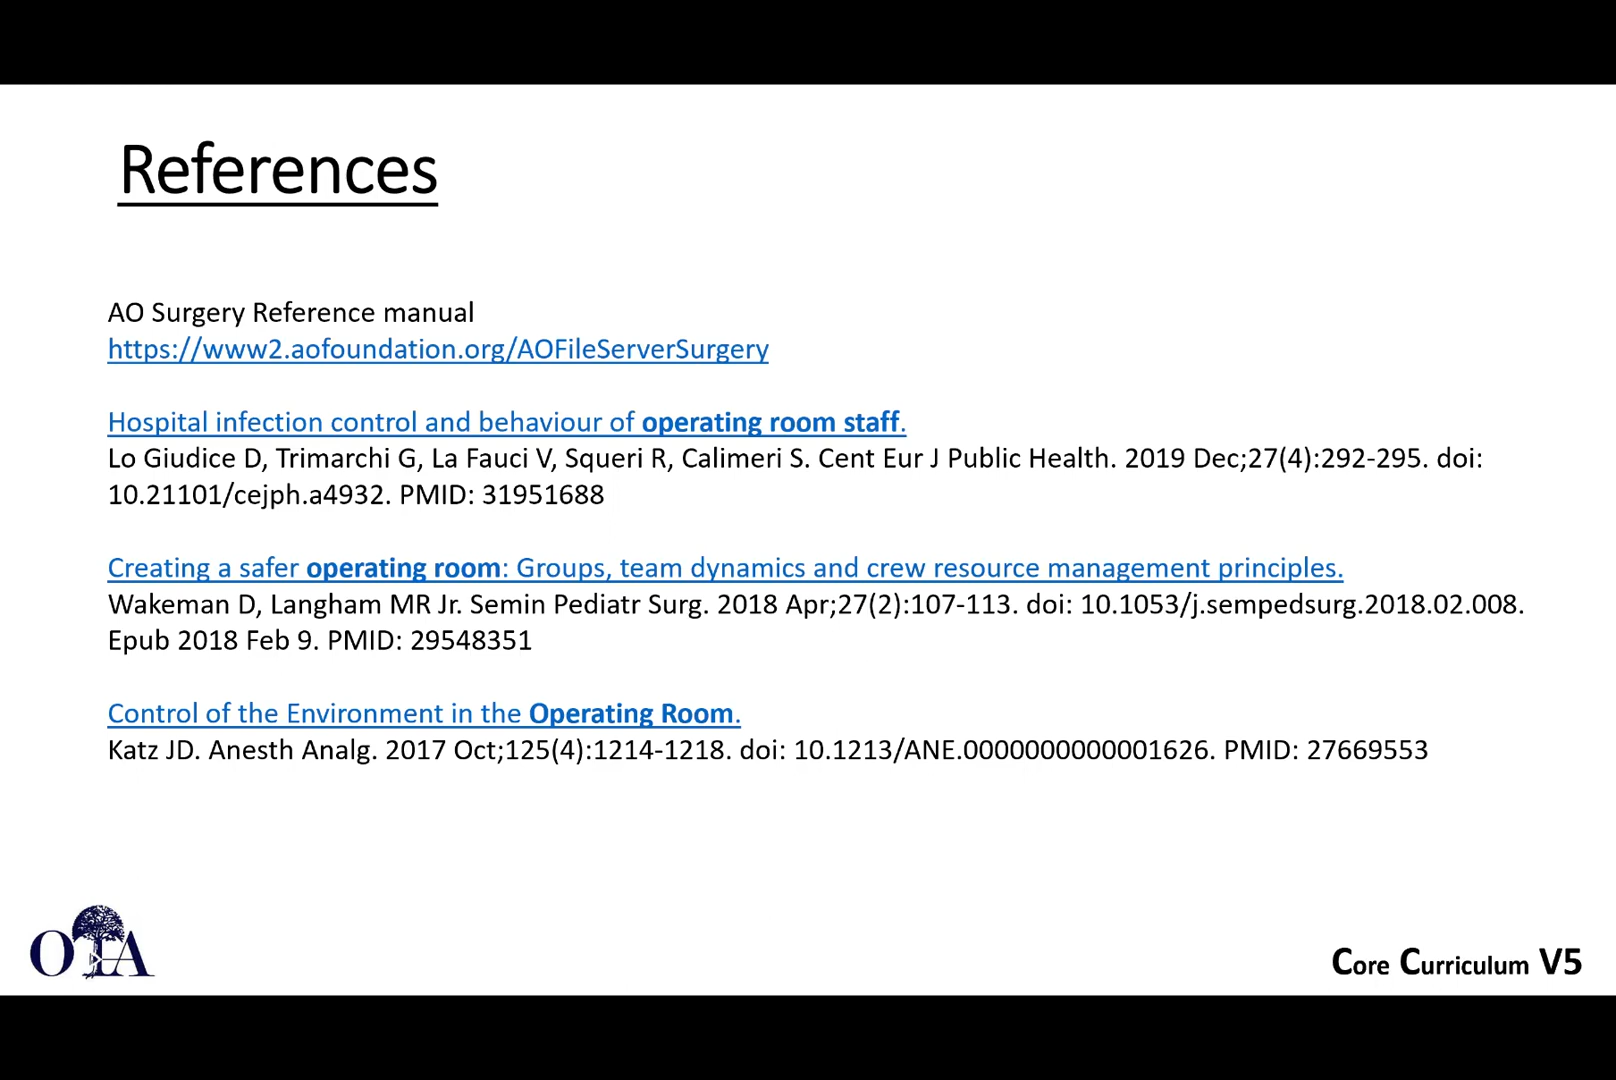 References
AO Surgery Reference manual
https://www2.aofoundation.org/AOFileServerSurgery
Hospital infection control and behaviour of operating room staff.
Lo Giudice D, Trimarchi G, La Fauci V, Squeri R, Calimeri S. Cent Eur J Public Health. 2019 Dec;27(4):292-295. doi:
10.21101/cejph.a4932. PMID: 31951688
Creating a safer operating room: Groups, team dynamics and crew resource management principles.
Wakeman D, Langham MR Jr. Semin Pediatr Surg. 2018 Apr;27(2):107-113. doi: 10.1053/j.sempedsurg.2018.02.008.
Epub 2018 Feb 9. PMID: 29548351
Control of the Environment in the Operating Room.
Katz JD. Anesth Analg. 2017 Oct;125(4):1214-1218. doi: 10.1213/ANE.0000000000001626. PMID: 27669553
OTA
Core Curriculum V5